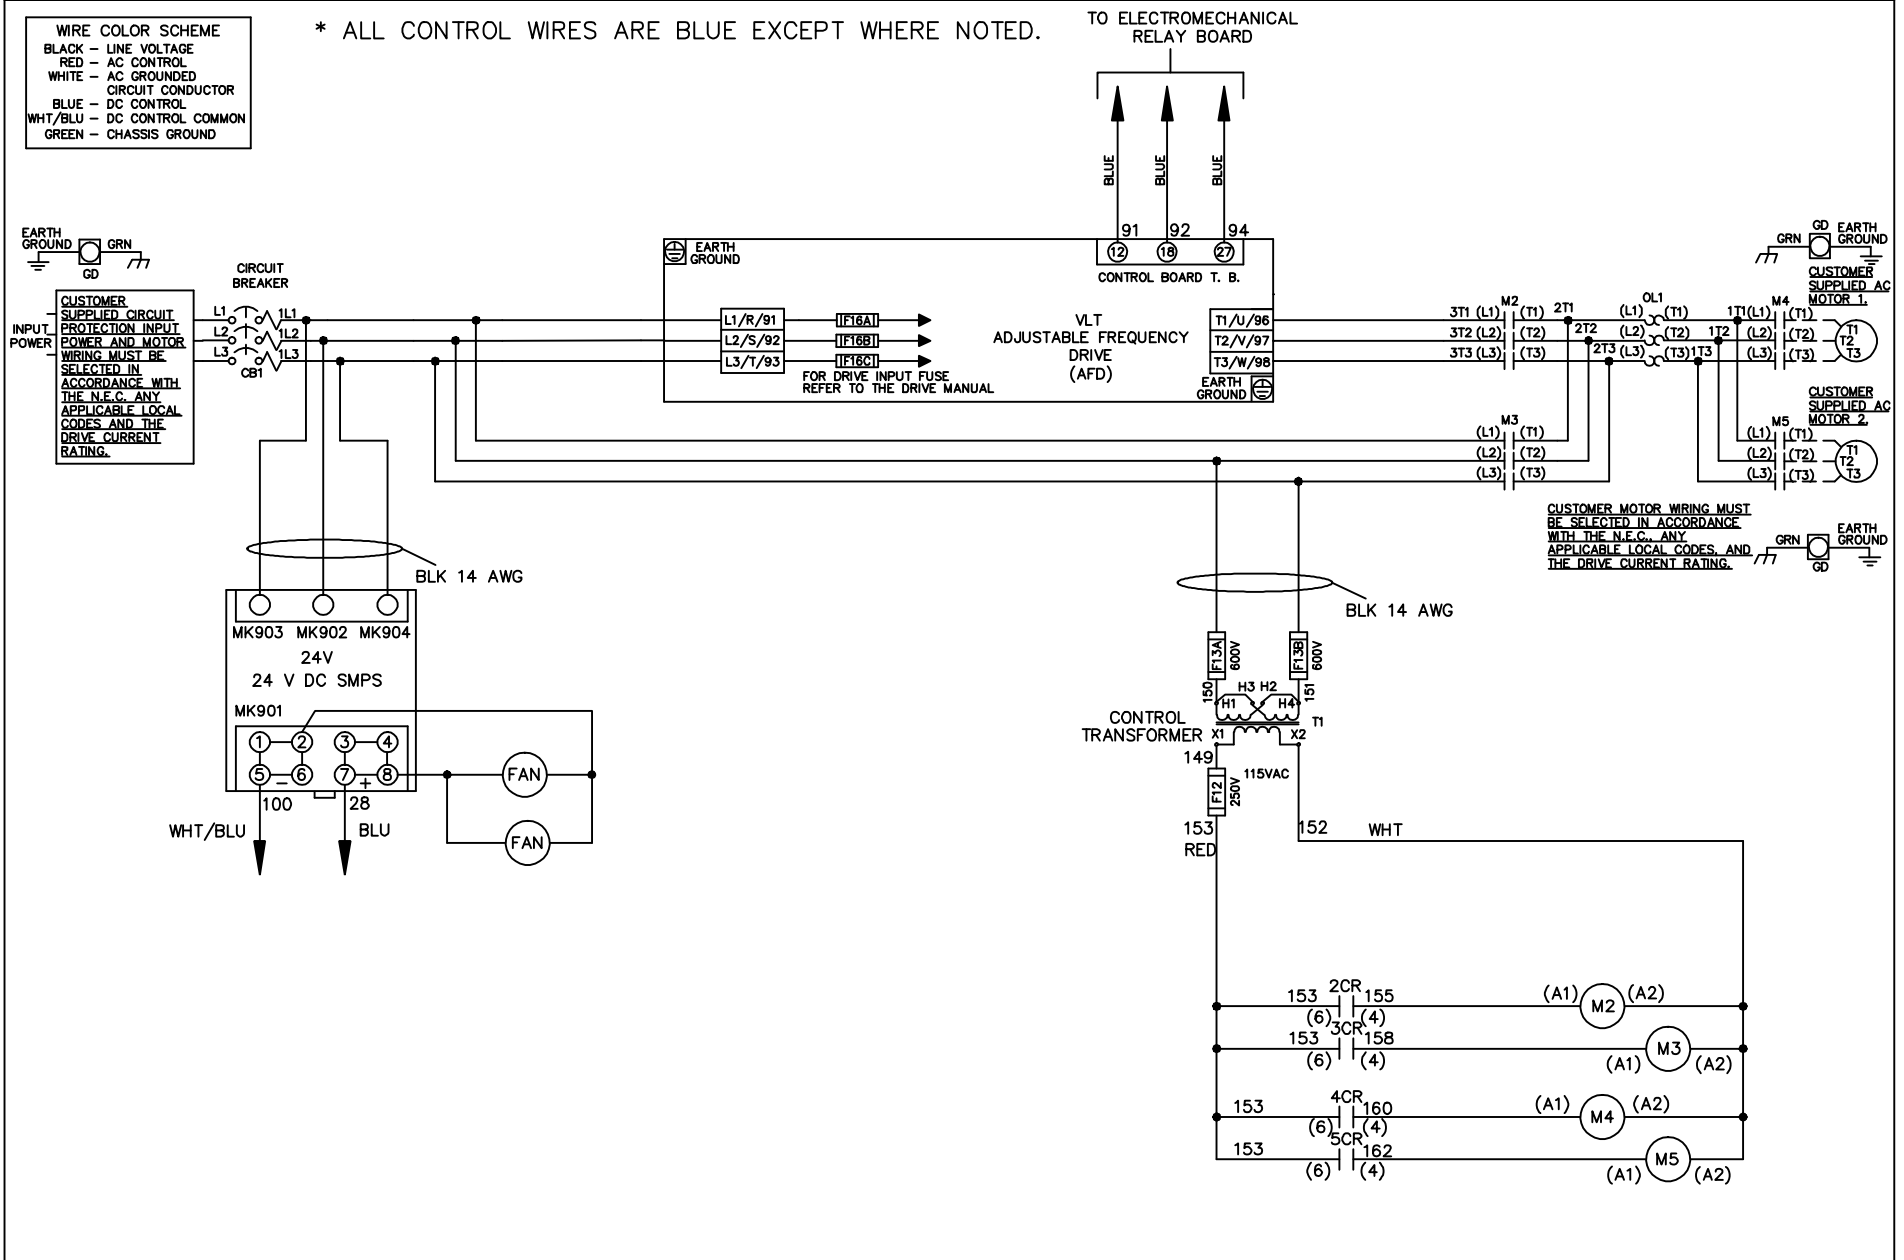 WIRE COLOR SCHEME
BLACK – LINE VOLTAGE
RED – AC CONTROL
WHITE – AC GROUNDED
CIRCUIT CONDUCTOR
BLUE – DC CONTROL
WHT/BLU – DC CONTROL COMMON
GREEN – CHASSIS GROUND
* ALL CONTROL WIRES ARE BLUE EXCEPT WHERE NOTED.
TO ELECTROMECHANICAL
RELAY BOARD
BLUE
BLUE
BLUE
91
92
94
12
18
27
CONTROL BOARD T. B.
EARTH
GROUND
GRN
GD
CIRCUIT
BREAKER
CUSTOMER
SUPPLIED CIRCUIT
PROTECTION INPUT
POWER AND MOTOR
WIRING MUST BE
SELECTED IN
ACCORDANCE WITH
THE N.E.C. ANY
APPLICABLE LOCAL
CODES AND THE
DRIVE CURRENT
RATING.
INPUT
POWER
L1
L2
L3
CB1
1L1
1L2
1L3
EARTH
GROUND
L1/R/91
L2/S/92
L3/T/93
IF16A
IF16B
IF16C
FOR DRIVE INPUT FUSE
REFER TO THE DRIVE MANUAL
VLT
ADJUSTABLE FREQUENCY
DRIVE
(AFD)
T1/U/96
T2/V/97
T3/W/98
EARTH
GROUND
M2
3T1 (L1) (T1) 2T1
3T2 (L2) (T2) 2T2
3T3 (L3) (T3) 2T3
OL1
(L1) (T1) 1T1
(L2) (T2) 1T2
(L3) (T3) 1T3
M4
(L1) (T1)
(L2) (T2)
(L3) (T3)
T1
T2
T3
GD
GRN
EARTH
GROUND
CUSTOMER
SUPPLIED AC
MOTOR 1.
M3
(L1) (T1)
(L2) (T2)
(L3) (T3)
CUSTOMER
SUPPLIED AC
MOTOR 2.
M5
(L1) (T1)
(L2) (T2)
(L3) (T3)
T1
T2
T3
CUSTOMER MOTOR WIRING MUST
BE SELECTED IN ACCORDANCE
WITH THE N.E.C., ANY
APPLICABLE LOCAL CODES, AND
THE DRIVE CURRENT RATING.
GRN
GD
EARTH
GROUND
BLK 14 AWG
MK903 MK902 MK904
24V
24 V DC SMPS
MK901
1 2 3 4
5 – 6 7 + 8
100
28
WHT/BLU
BLU
FAN
FAN
BLK 14 AWG
F13A
600V
F13B
600V
150
151
H3 H2
H1
H4
T1
CONTROL
TRANSFORMER
X1
X2
149
115VAC
F12
250V
153
RED
152
WHT
2CR
153 155
(6) (4)
(A1) M2 (A2)
3CR
153 158
(6) (4)
(A1) M3 (A2)
4CR
153 160
(6) (4)
(A1) M4 (A2)
5CR
153 162
(6) (4)
(A1) M5 (A2)